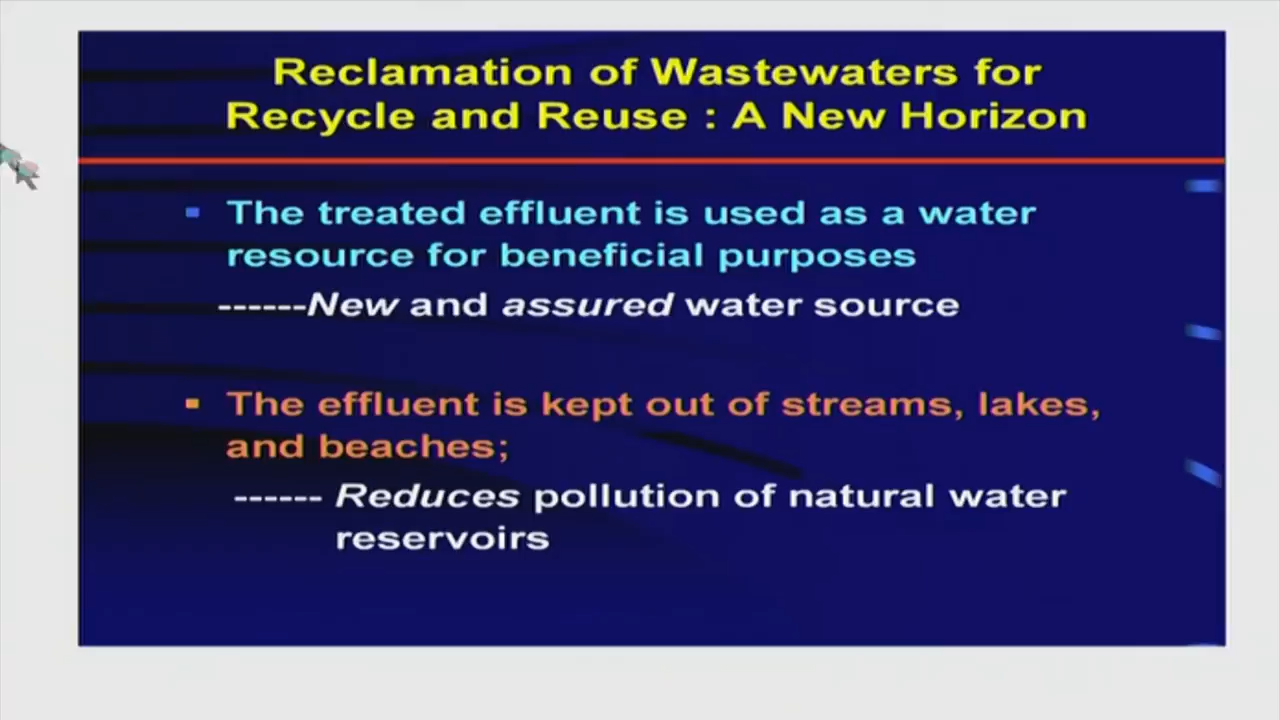 Reclamation of Wastewaters for
Recycle and Reuse : A New Horizon
▪ The treated effluent is used as a water
resource for beneficial purposes
------New and assured water source
▪ The effluent is kept out of streams, lakes,
and beaches;
------ Reduces pollution of natural water
reservoirs